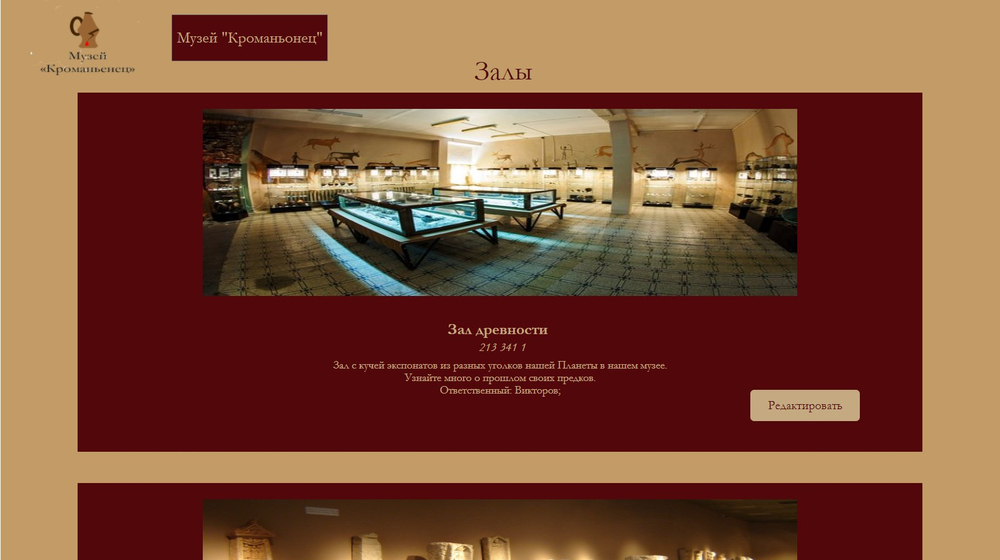 Музей
«Кроманьенец»
Музей "Кроманьонец"
Залы
Зал древности
213 341 1
Зал с кучей экспонатов из разных уголков нашей Планеты в нашем музее.
Узнайте много о прошлом своих предков.
Ответственный: Викторов;
Редактировать